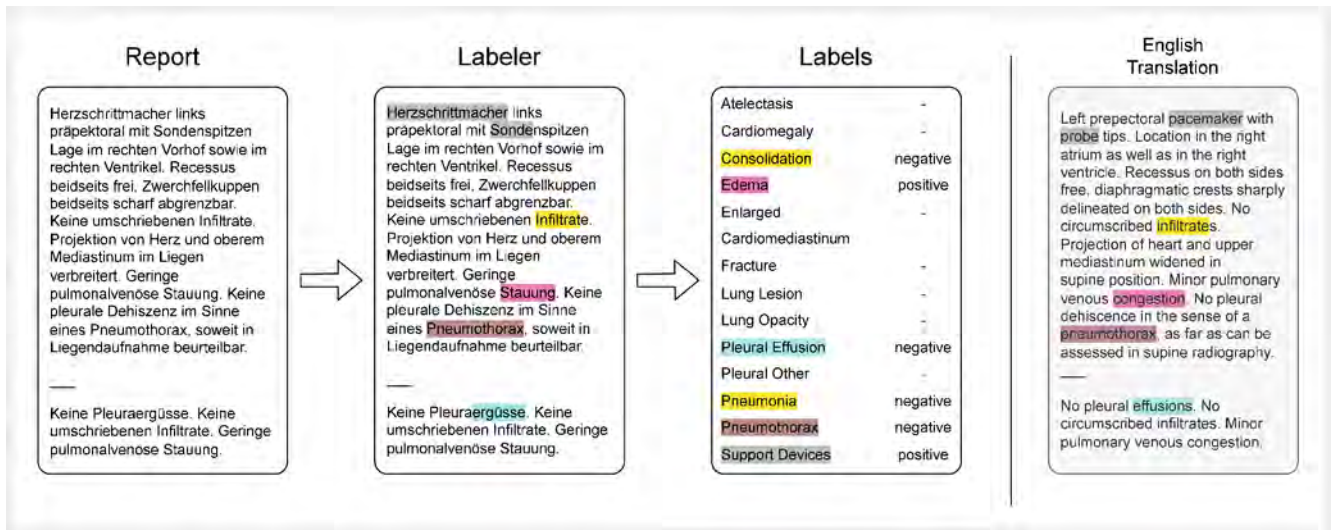 Report
Herzschrittmacher links
präpektoral mit Sondenspitzen
Lage im rechten Vorhof sowie im
rechten Ventrikel. Recessus
beidseits frei, Zwerchfellkuppen
beidseits scharf abgrenzbar.
Keine umschriebenen Infiltrate.
Projektion von Herz und oberem
Mediastinum im Liegen
verbreitert. Geringe
pulmonalvenöse Stauung. Keine
pleurale Dehiszenz im Sinne
eines Pneumothorax, soweit in
Liegendaufnahme beurteilbar.
Keine Pleuraergüsse. Keine
umschriebenen Infiltrate. Geringe
pulmonalvenöse Stauung.
Labeler
Herzschrittmacher links
präpektoral mit Sondenspitzen
Lage im rechten Vorhof sowie im
rechten Ventrikel. Recessus
beidseits frei, Zwerchfellkuppen
beidseits scharf abgrenzbar.
Keine umschriebenen Infiltrate.
Projektion von Herz und oberem
Mediastinum im Liegen
verbreitert. Geringe
pulmonalvenöse Stauung. Keine
pleurale Dehiszenz im Sinne
eines Pneumothorax, soweit in
Liegendaufnahme beurteilbar.
Keine Pleuraergüsse. Keine
umschriebenen Infiltrate. Geringe
pulmonalvenöse Stauung.
Labels
Atelectasis -
Cardiomegaly -
Consolidation negative
Edema positive
Enlarged -
Cardiomediastinum
Fracture -
Lung Lesion -
Lung Opacity -
Pleural Effusion negative
Pleural Other -
Pneumonia negative
Pneumothorax negative
Support Devices positive
English
Translation
Left prepectoral pacemaker with
probe tips. Location in the right
atrium as well as in the right
ventricle. Recessus on both sides
free, diaphragmatic crests sharply
delineated on both sides. No
circumscribed infiltrates.
Projection of heart and upper
mediastinum widened in
supine position. Minor pulmonary
venous congestion. No pleural
dehiscence in the sense of a
pneumothorax, as far as can be
assessed in supine radiography.
No pleural effusions. No
circumscribed infiltrates. Minor
pulmonary venous congestion.